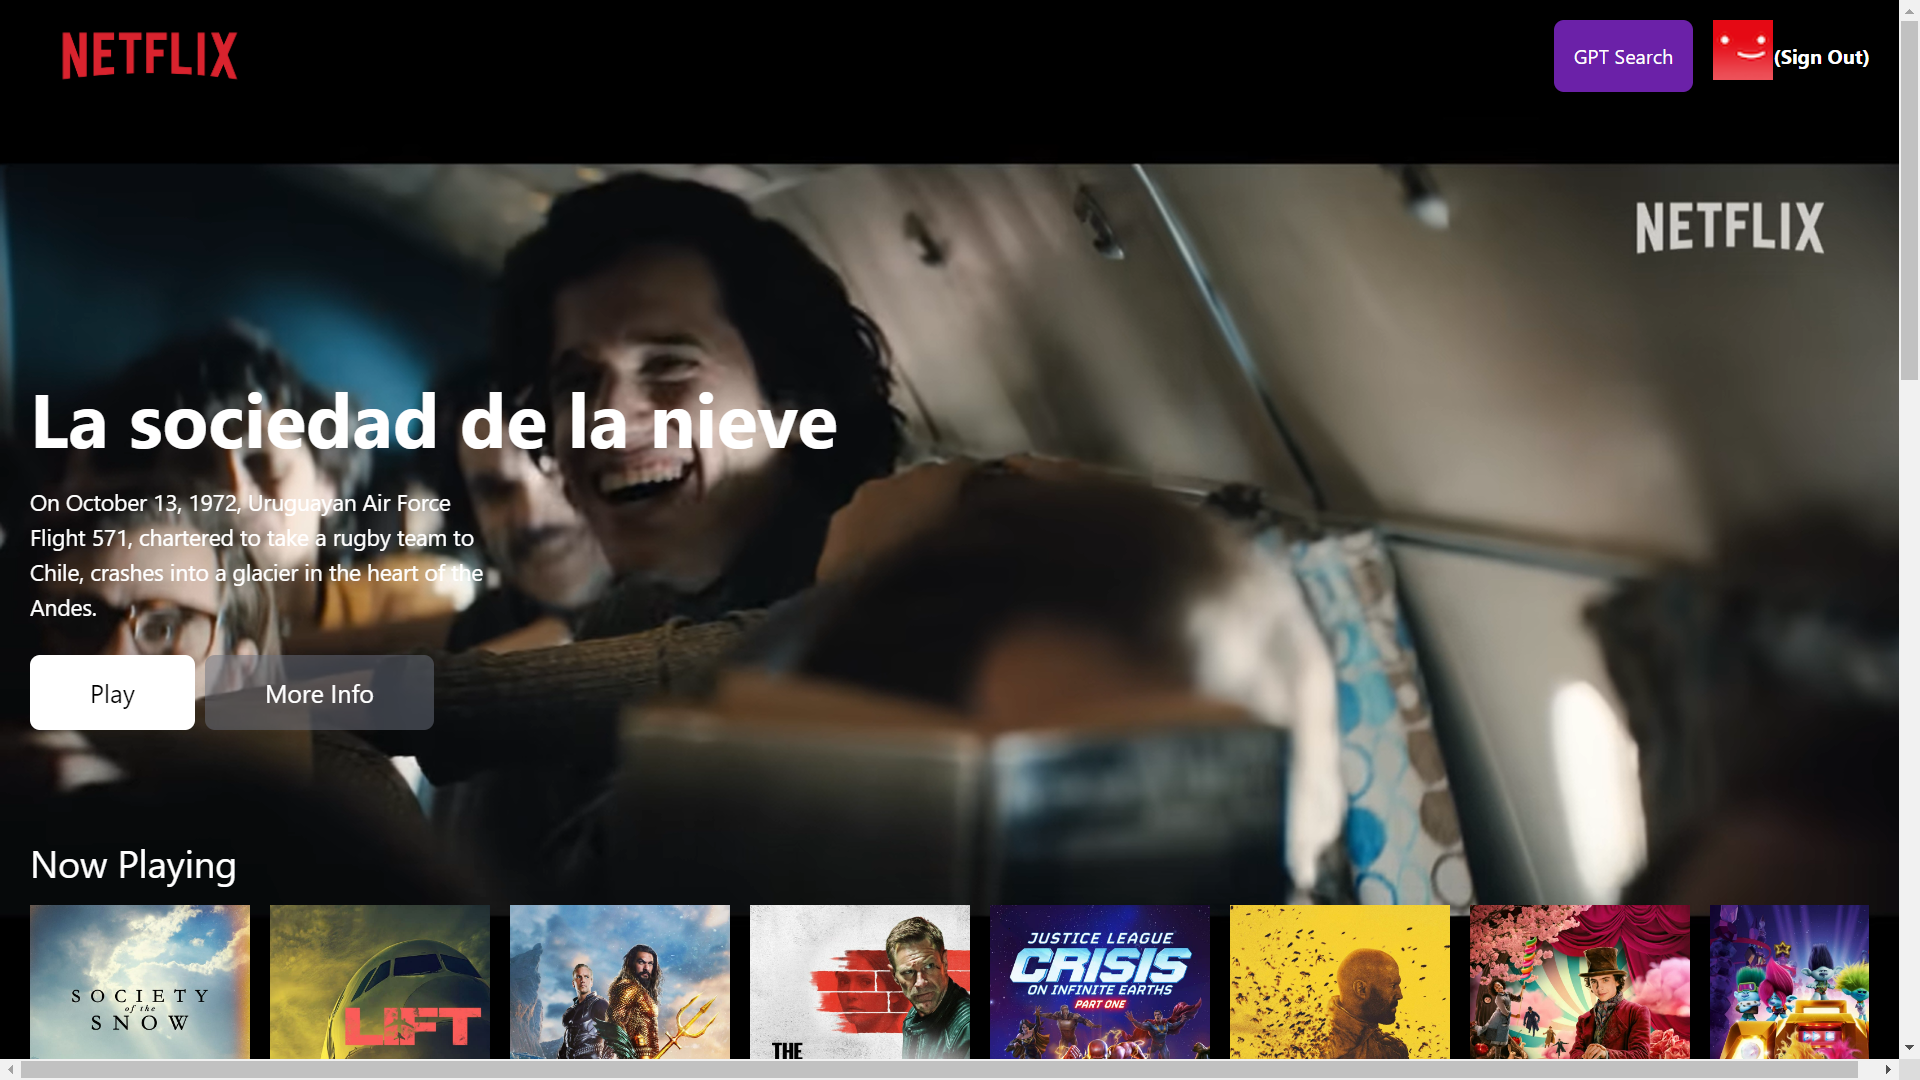 NETFLIX
GPT Search
(Sign Out)
NETFLIX
La sociedad de la nieve
On October 13, 1972, Uruguayan Air Force
Flight 571, chartered to take a rugby team to
Chile, crashes into a glacier in the heart of the
Andes.
Play
More Info
Now Playing
SOCIETY
of the
SNOW
LIFT
THE
JUSTICE LEAGUE
CRISIS
ON INFINITE EARTHS
PART ONE